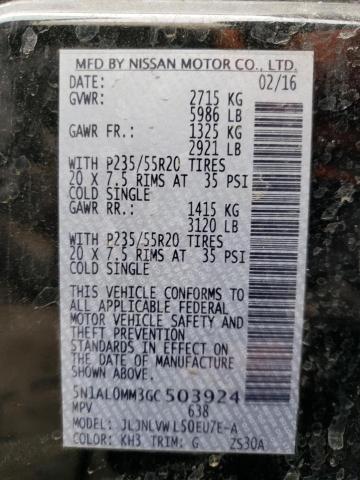 MFD BY NISSAN MOTOR CO., LTD.
DATE: 02/16
GVWR: 2715 KG
5986 LB
GAWR FR.: 1325 KG
2921 LB
WITH P235/55R20 TIRES
20 X 7.5 RIMS AT 35 PSI
COLD SINGLE
GAWR RR.: 1415 KG
3120 LB
WITH P235/55R20 TIRES
20 X 7.5 RIMS AT 35 PSI
COLD SINGLE
THIS VEHICLE CONFORMS TO
ALL APPLICABLE FEDERAL
MOTOR VEHICLE SAFETY AND
THEFT PREVENTION
STANDARDS IN EFFECT ON
THE DATE OF MANUFACTURE
SHOWN ABOVE.
5N1AL0MM3GC503924
MPV 638
MODEL: JLJNLVWL50EU7E-A
COLOR: KH3 TRIM: G ZS30A